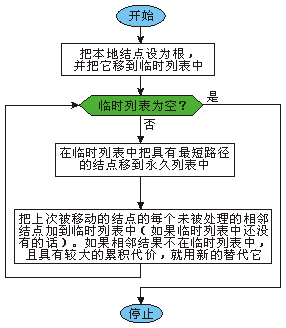 开始
把本地结点设为根，
并把它移到临时列表中
临时列表为空？
是
否
在临时列表中把具有最短路径
的结点移到永久列表中
把上次被移动的结点的每个未被处理的相邻
结点加到临时列表中（如果临时列表中还没
有的话）。如果相邻结果不在临时列表中，
且具有较大的累积代价，就用新的替代它
停止